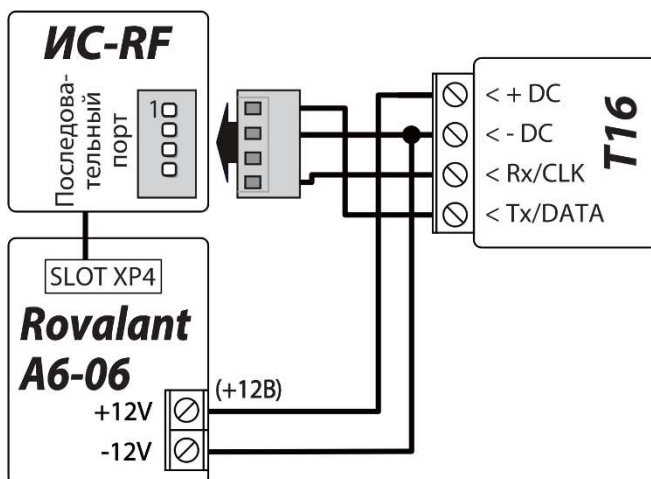 ИС-RF
Последова-
тельный
порт
1
SLOT XP4
Rovalant
A6-06
(+12В)
+12V
-12V
< + DC
< - DC
< Rx/CLK
< Tx/DATA
T16